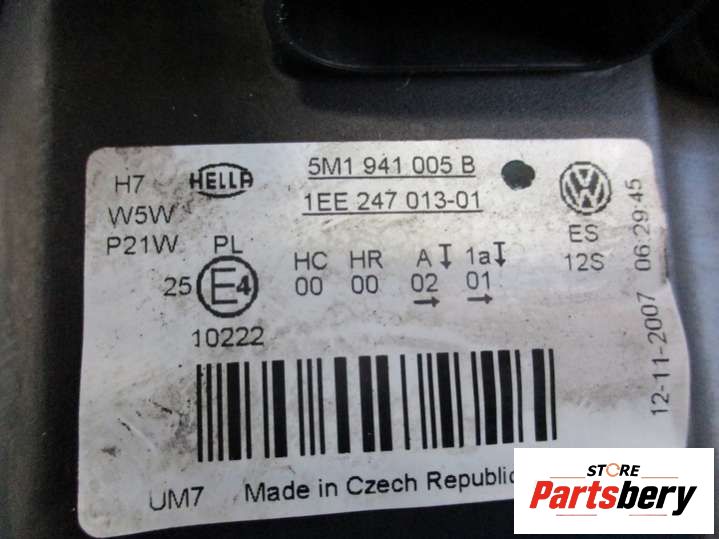 H7 HELLA 5M1 941 005 B
W5W 1EE 247 013-01
P21W PL HC HR A 1a ES
25 E4 00 00 02 01 12S
10222
UM7 Made in Czech Republic
12-11-2007 06:29:45
STORE
Partsbery